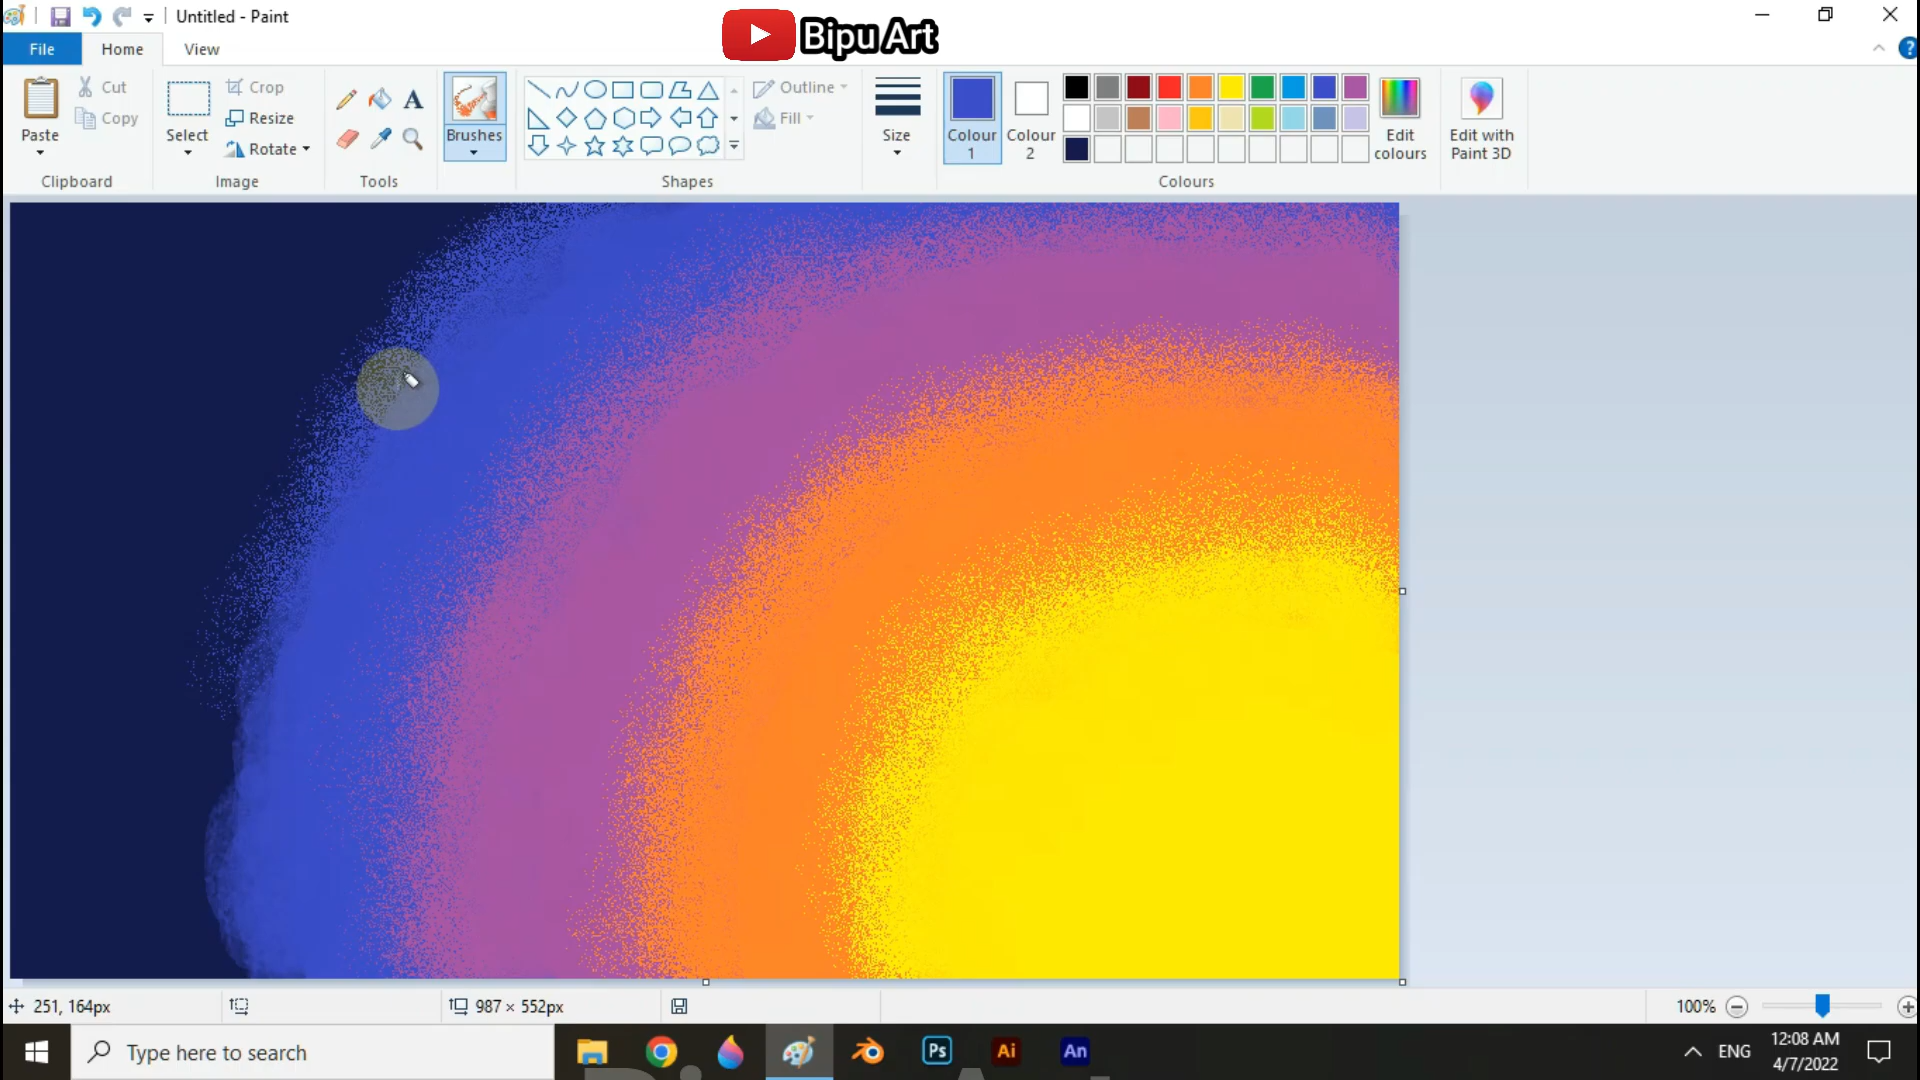 Untitled - Paint
Bipu Art
File Home View
Paste
Cut
Copy
Clipboard
Select
Crop
Resize
Rotate
Image
A
Tools
Brushes
Shapes
Outline
Fill
Size
Colour 1
Colour 2
Edit colours
Colours
Edit with Paint 3D
?
251, 164px
987 × 552px
100%
Type here to search
Ps
Ai
An
ENG
12:08 AM
4/7/2022